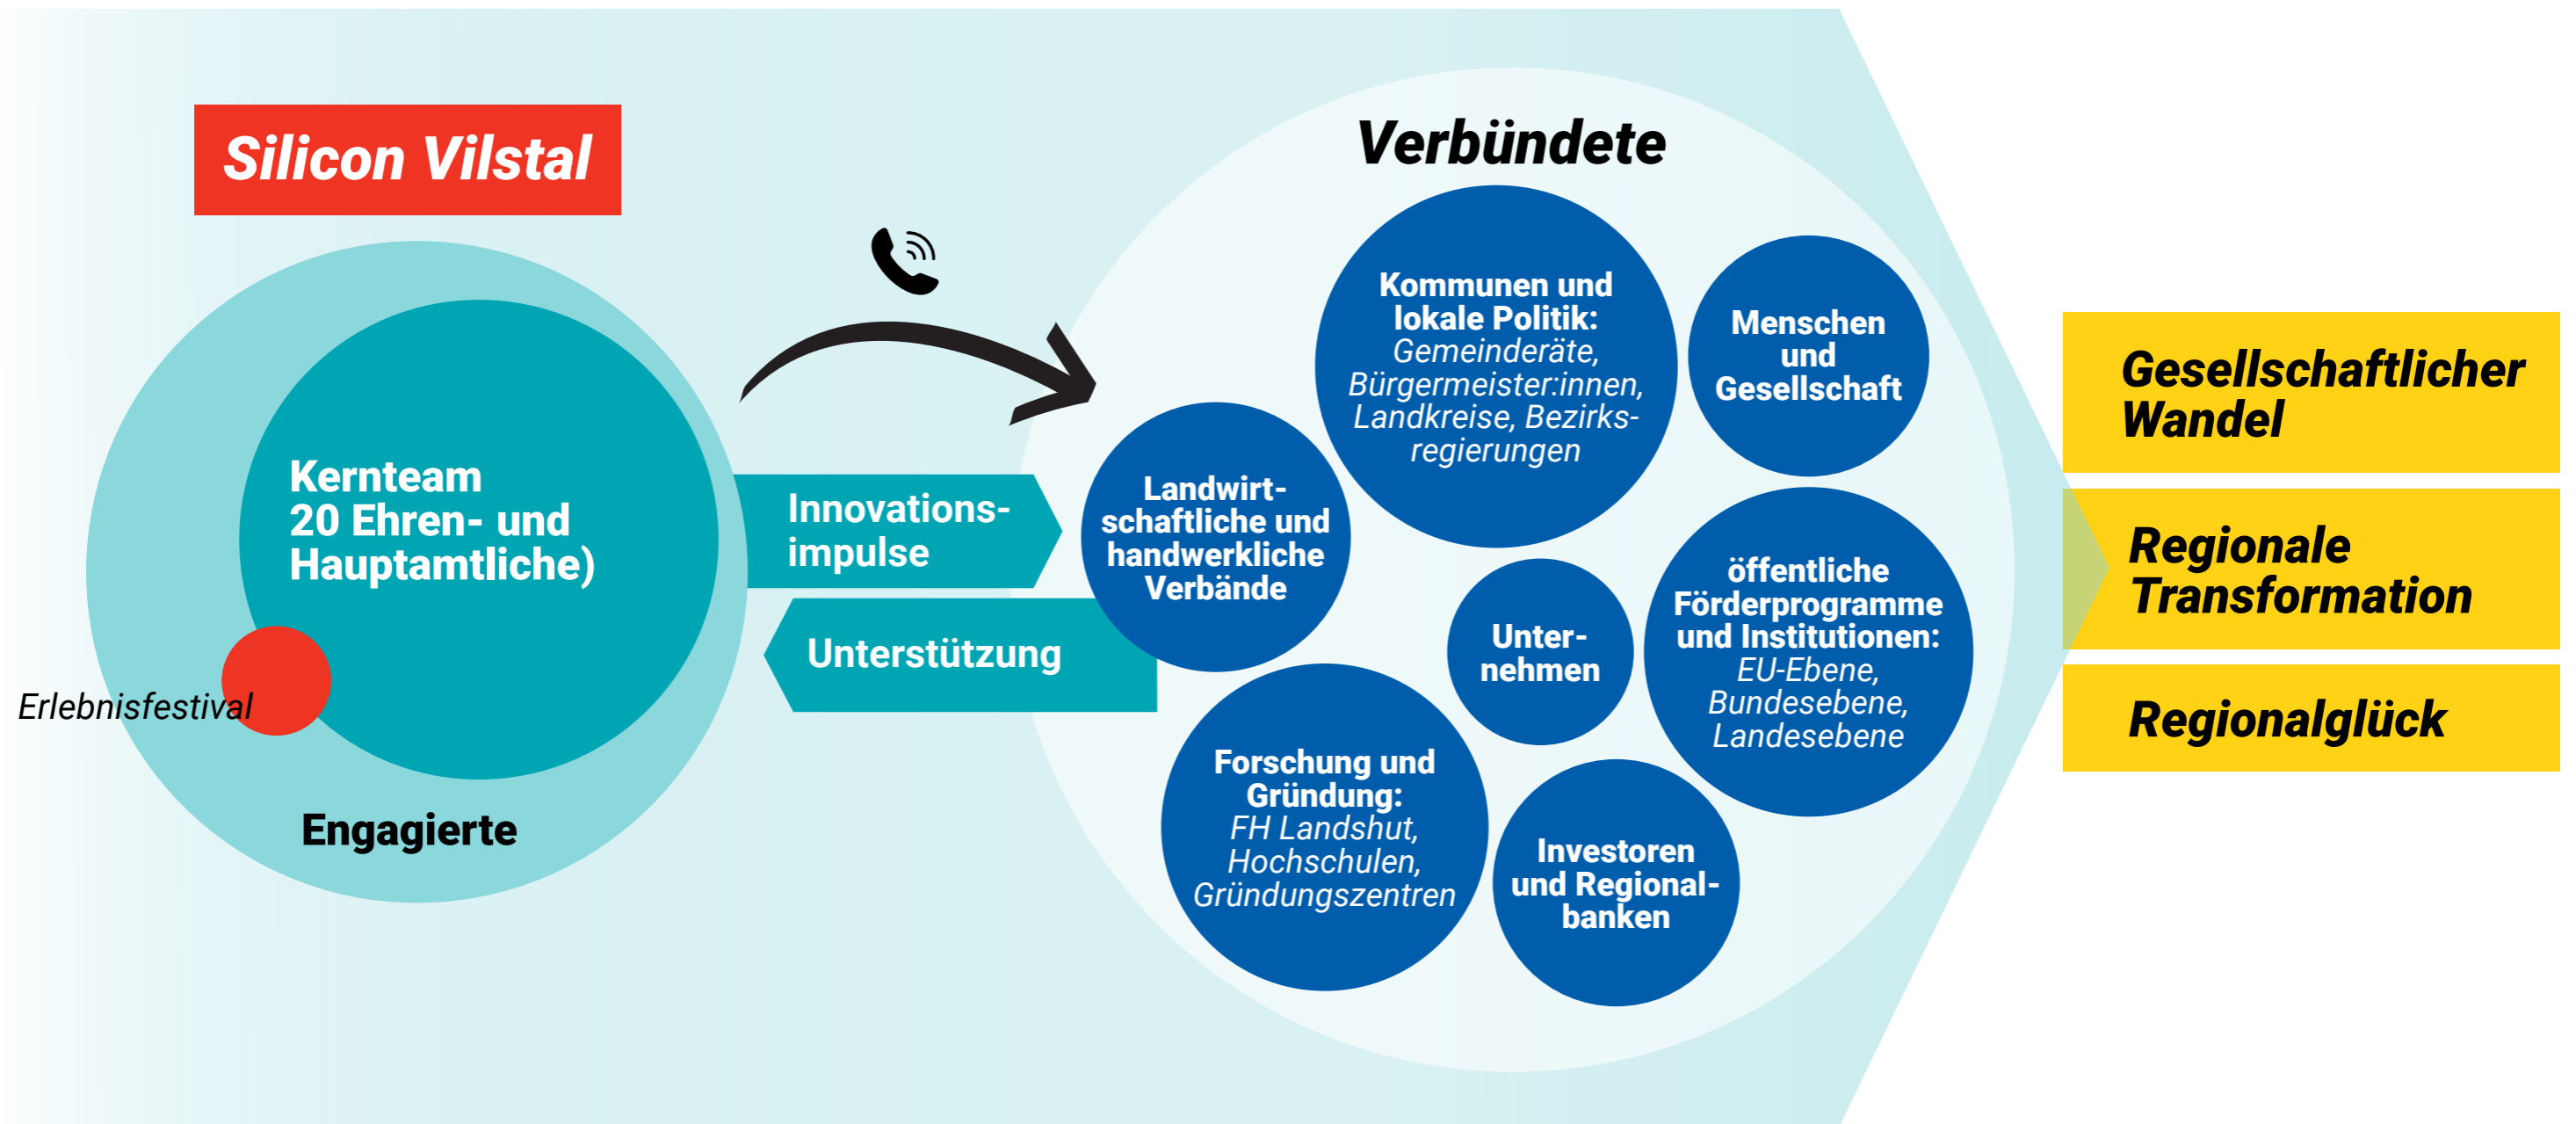 Silicon Vilstal
Kernteam
20 Ehren- und
Hauptamtliche)
Erlebnisfestival
Engagierte
Innovations-
impulse
Unterstützung
Verbündete
Kommunen und
lokale Politik:
Gemeinderäte,
Bürgermeister:innen,
Landkreise, Bezirks-
regierungen
Menschen
und
Gesellschaft
Landwirt-
schaftliche und
handwerkliche
Verbände
Unter-
nehmen
öffentliche
Förderprogramme
und Institutionen:
EU-Ebene,
Bundesebene,
Landesebene
Forschung und
Gründung:
FH Landshut,
Hochschulen,
Gründungszentren
Investoren
und Regional-
banken
Gesellschaftlicher
Wandel
Regionale
Transformation
Regionalglück